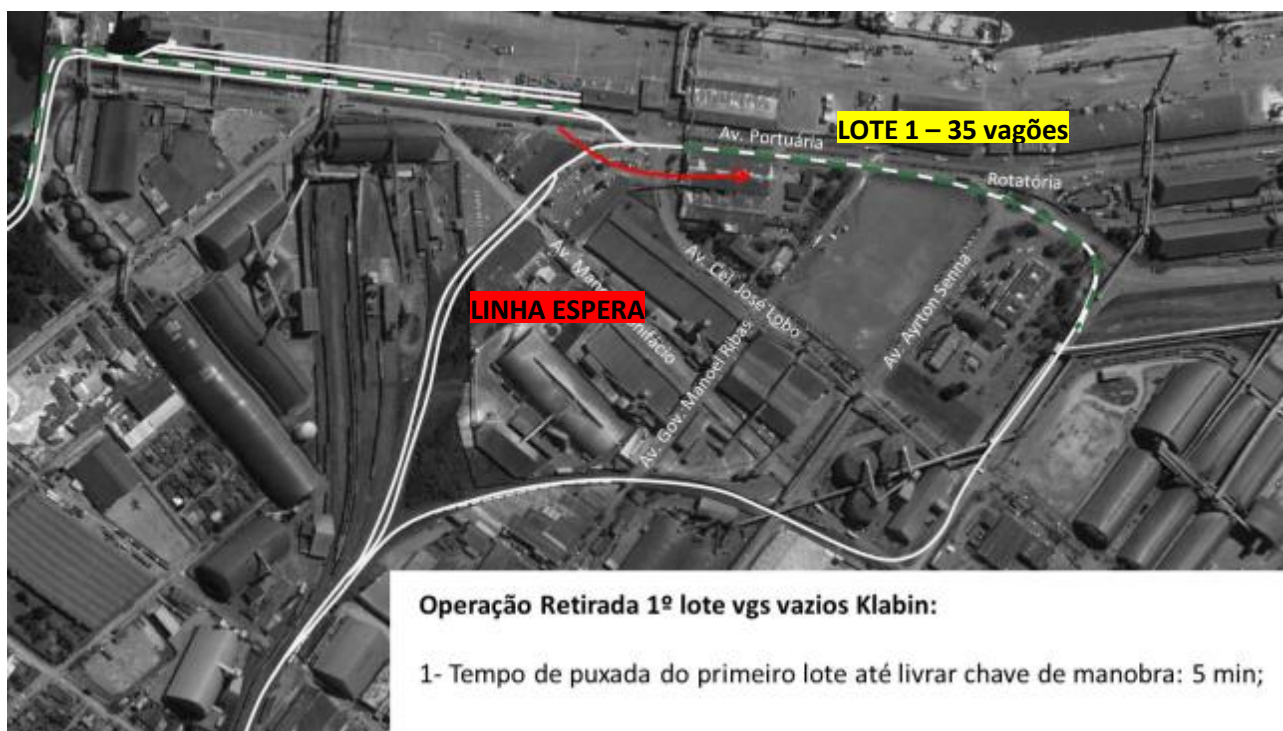 LOTE 1 – 35 vagões
Av. Portuária
Rotatória
LINHA ESPERA
Av. Cel. José Lobo
Av. Ayrton Senna
Av. Gov. Manoel Ribas
Operação Retirada 1º lote vgs vazios Klabin:
1- Tempo de puxada do primeiro lote até livrar chave de manobra: 5 min;